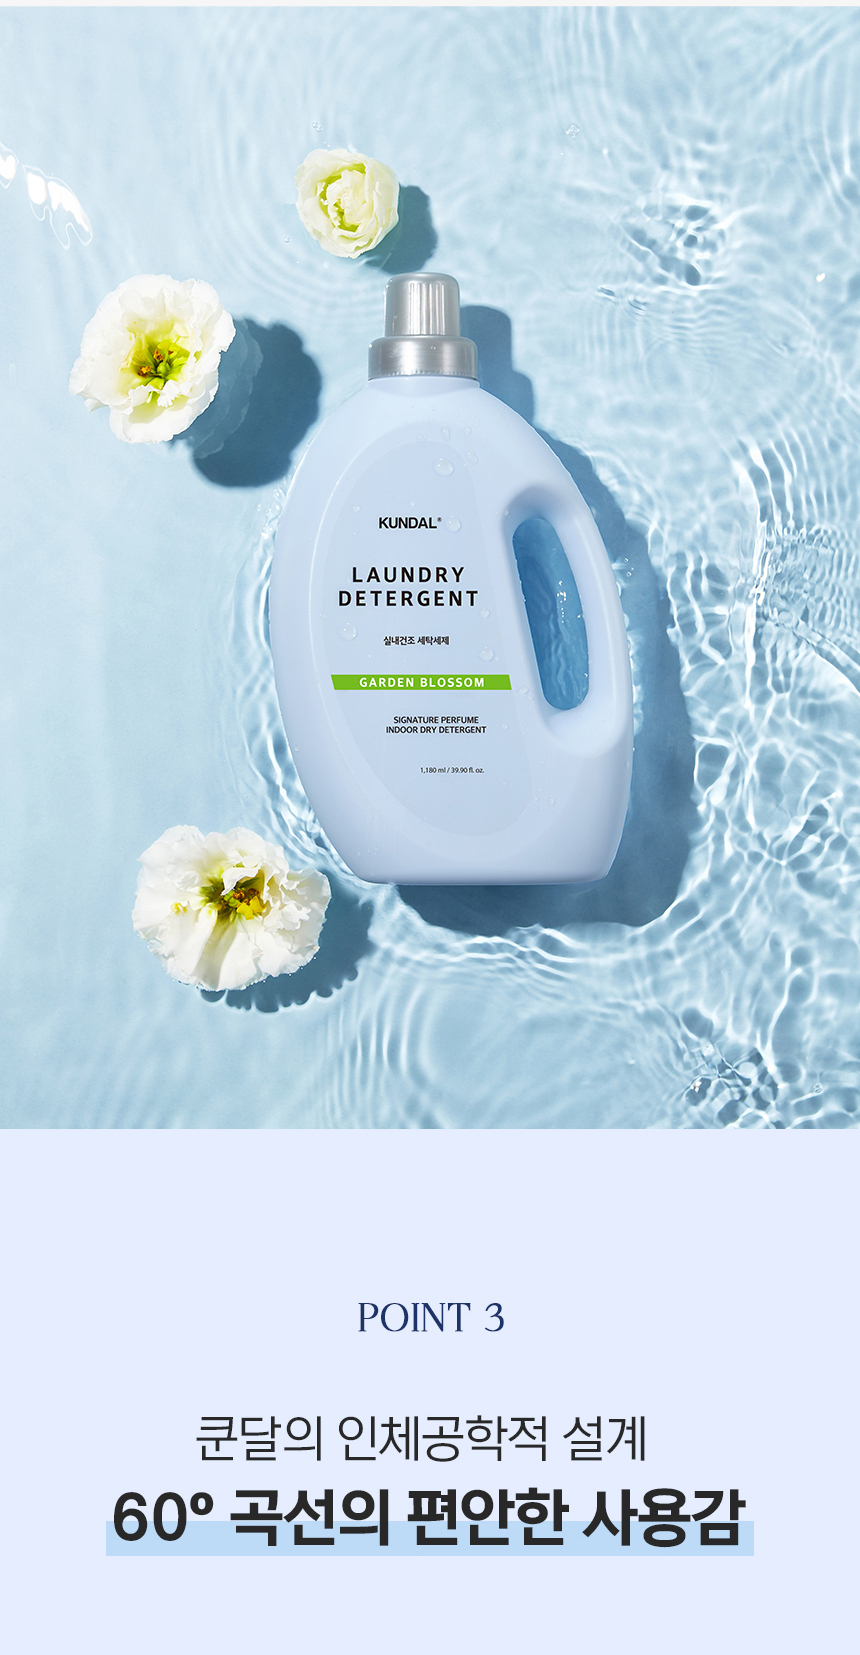 KUNDAL®
LAUNDRY
DETERGENT
실내건조 세탁세제
GARDEN BLOSSOM
SIGNATURE PERFUME
INDOOR DRY DETERGENT
1,180 ml / 39.90 fl. oz.
POINT 3
쿤달의 인체공학적 설계
60° 곡선의 편안한 사용감